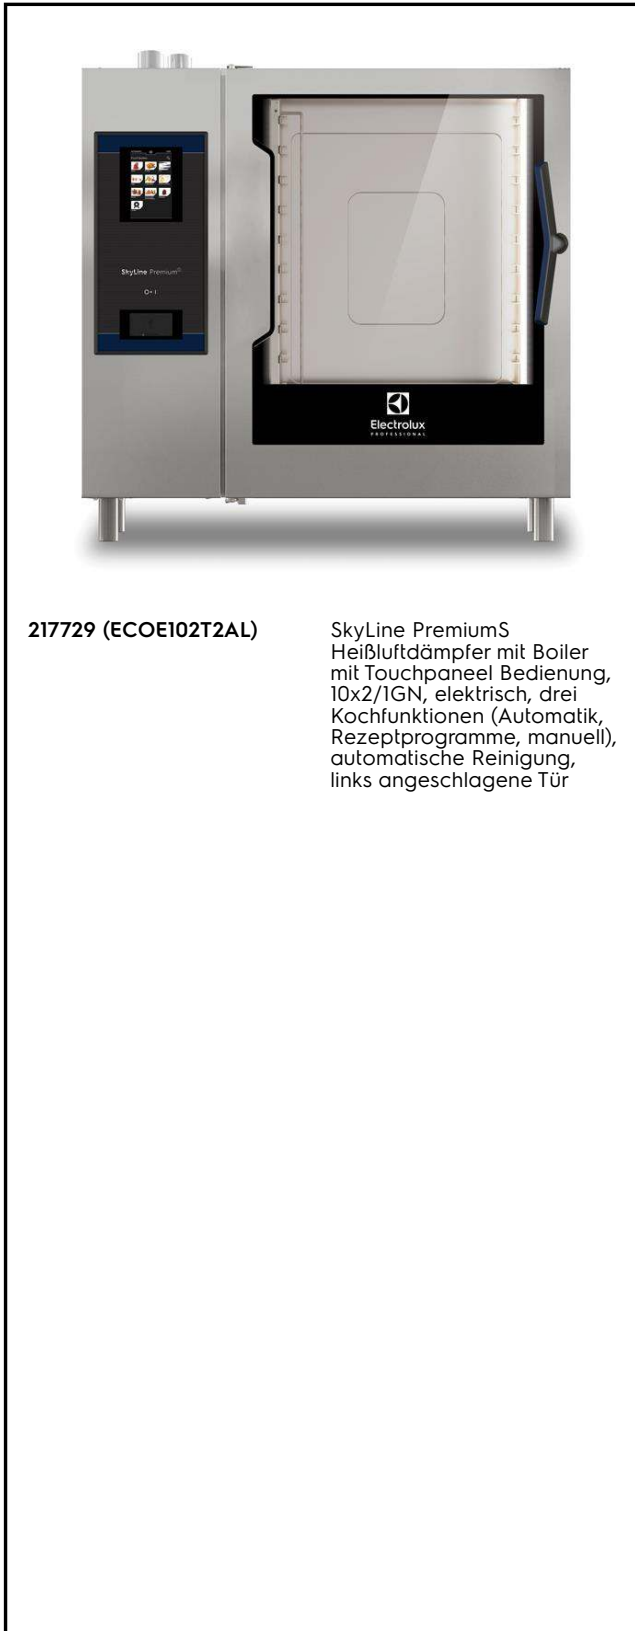 SkyLine PremiumS
O• I
Electrolux
PROFESSIONAL
217729 (ECOE102T2AL)
SkyLine PremiumS
Heißluftdämpfer mit Boiler
mit Touchpaneel Bedienung,
10x2/1GN, elektrisch, drei
Kochfunktionen (Automatik,
Rezeptprogramme, manuell),
automatische Reinigung,
links angeschlagene Tür